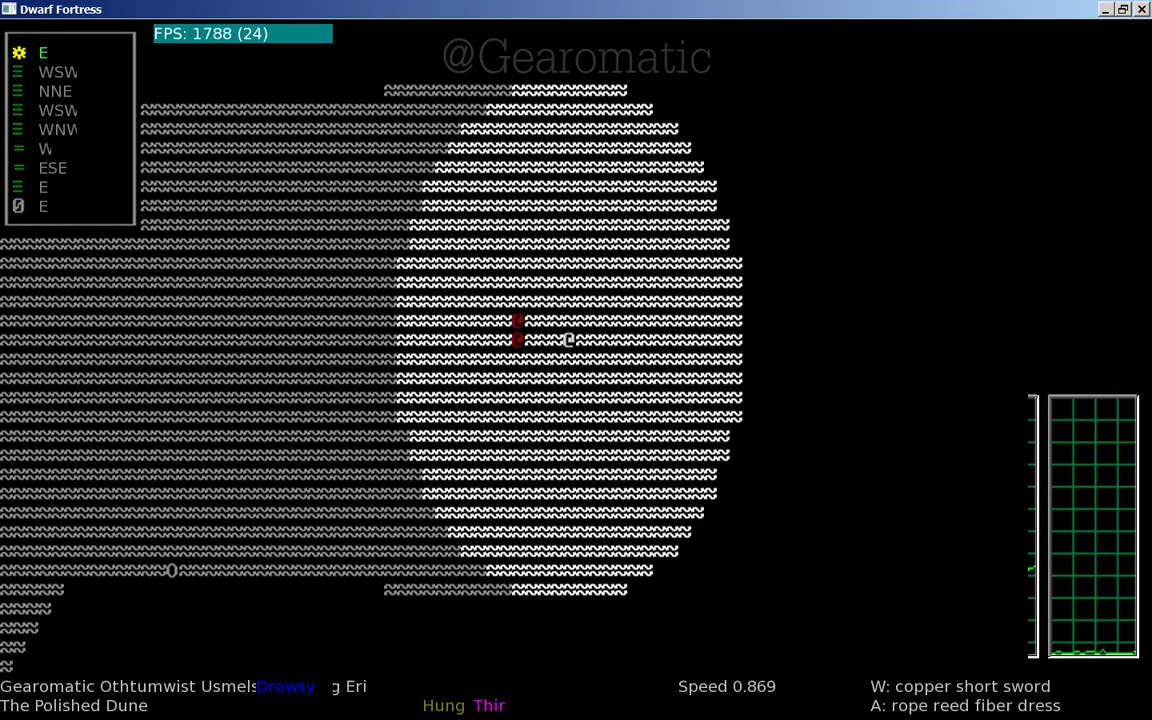 Dwarf Fortress
FPS: 1788 (24)
@Gearomatic
E
WSW
NNE
WSW
WNW
W
ESE
E
E
Gearomatic Othtumwist Usmels Drowsy g Eri
Speed 0.869
W: copper short sword
The Polished Dune
Hung Thir
A: rope reed fiber dress